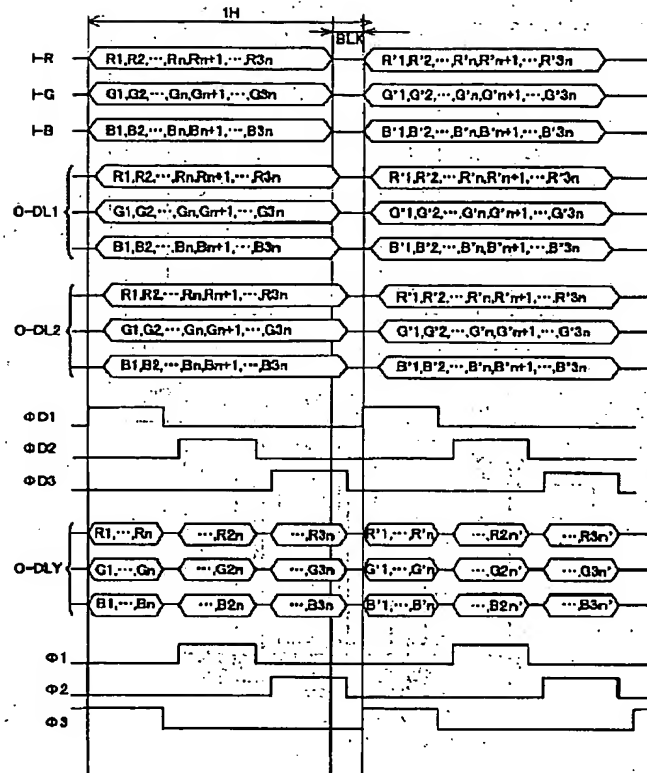 1H
BLK
I-R R1,R2,⋯,Rn,Rn+1,⋯,R3n R'1,R'2,⋯,R'n,R'n+1,⋯,R'3n
I-G G1,G2,⋯,Gn,Gn+1,⋯,G3n G'1,G'2,⋯,G'n,G'n+1,⋯,G'3n
I-B B1,B2,⋯,Bn,Bn+1,⋯,B3n B'1,B'2,⋯,B'n,B'n+1,⋯,B'3n
R1,R2,⋯,Rn,Rn+1,⋯,R3n R'1,R'2,⋯,R'n,R'n+1,⋯,R'3n
O-DL1 G1,G2,⋯,Gn,Gn+1,⋯,G3n G'1,G'2,⋯,G'n,G'n+1,⋯,G'3n
B1,B2,⋯,Bn,Bn+1,⋯,B3n B'1,B'2,⋯,B'n,B'n+1,⋯,B'3n
R1,R2,⋯,Rn,Rn+1,⋯,R3n R'1,R'2,⋯,R'n,R'n+1,⋯,R'3n
O-DL2 G1,G2,⋯,Gn,Gn+1,⋯,G3n G'1,G'2,⋯,G'n,G'n+1,⋯,G'3n
B1,B2,⋯,Bn,Bn+1,⋯,B3n B'1,B'2,⋯,B'n,B'n+1,⋯,B'3n
ΦD1
ΦD2
ΦD3
R1,⋯,Rn ⋯,R2n ⋯,R3n R'1,⋯,R'n ⋯,R2n' ⋯,R3n'
O-DLY G1,⋯,Gn ⋯,G2n ⋯,G3n G'1,⋯,G'n ⋯,G2n' ⋯,G3n'
B1,⋯,Bn ⋯,B2n ⋯,B3n B'1,⋯,B'n ⋯,B2n' ⋯,B3n'
Φ1
Φ2
Φ3